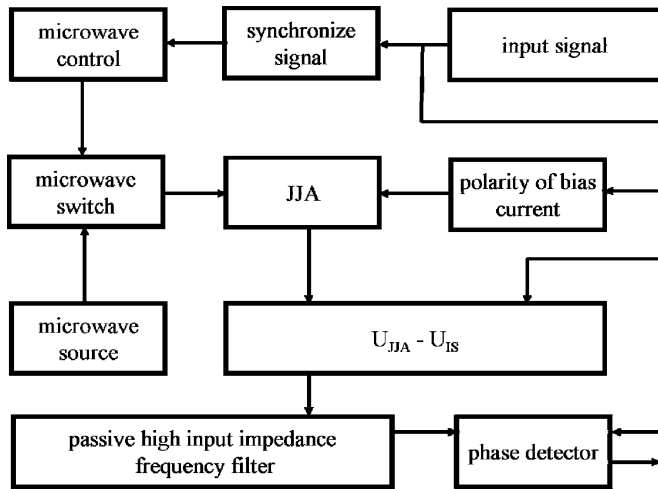 microwave
control
synchronize
signal
input signal
microwave
switch
JJA
polarity of bias
current
microwave
source
U_JJA - U_IS
passive high input impedance
frequency filter
phase detector